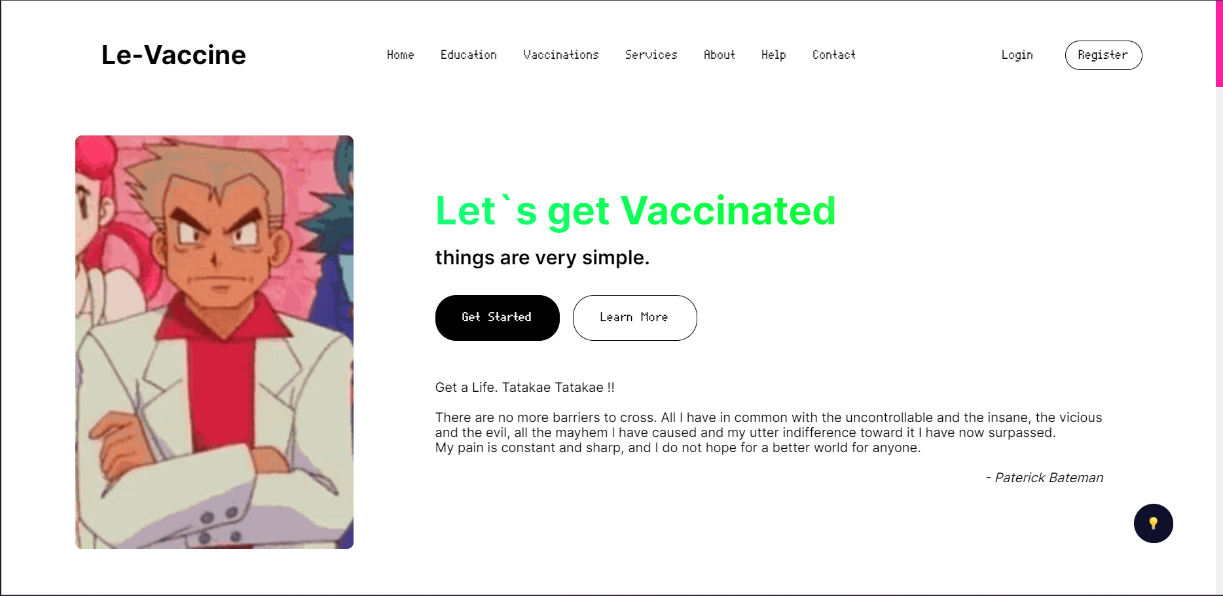 Le-Vaccine
Home Education Vaccinations Services About Help Contact Login Register
Let`s get Vaccinated
things are very simple.
Get Started Learn More
Get a Life. Tatakae Tatakae !!
There are no more barriers to cross. All I have in common with the uncontrollable and the insane, the vicious
and the evil, all the mayhem I have caused and my utter indifference toward it I have now surpassed.
My pain is constant and sharp, and I do not hope for a better world for anyone.
- Paterick Bateman